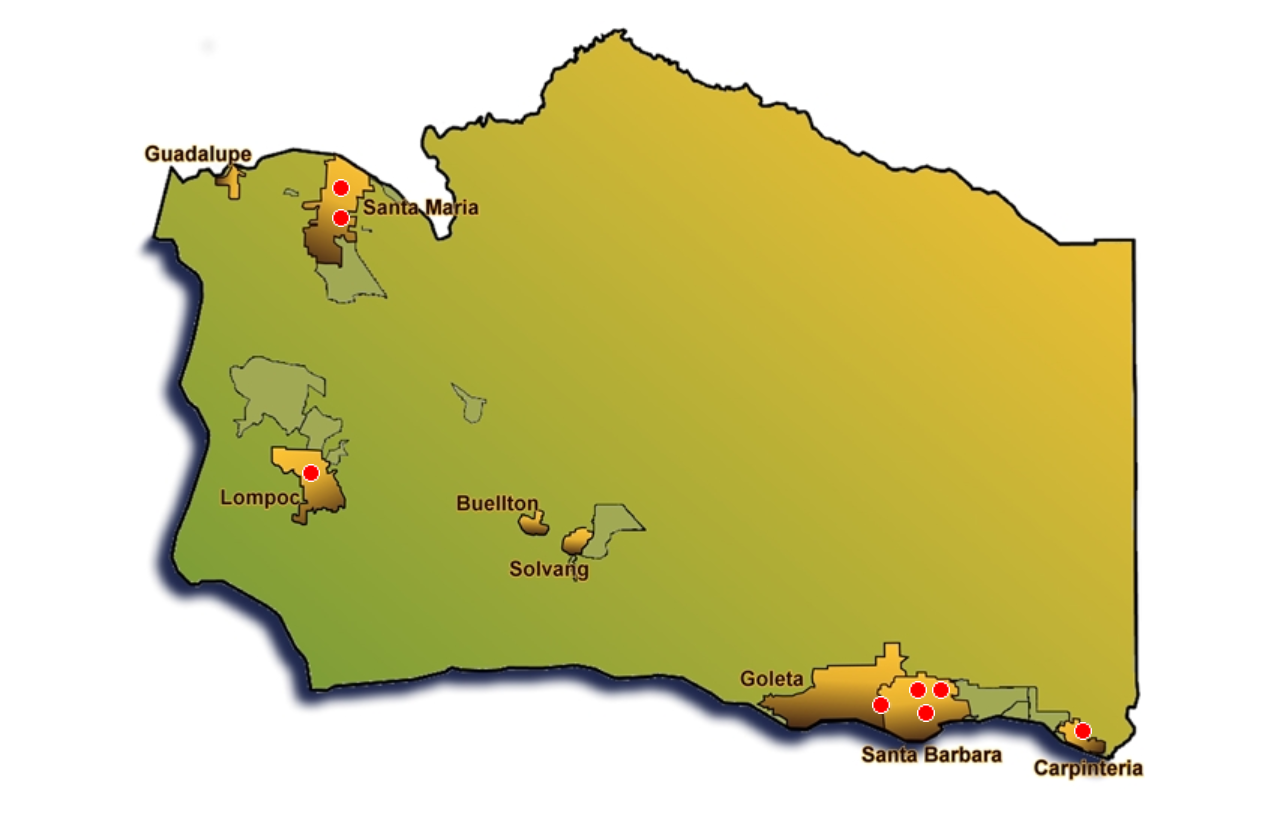 Guadalupe
Santa Maria
Lompoc
Buellton
Solvang
Goleta
Santa Barbara
Carpinteria